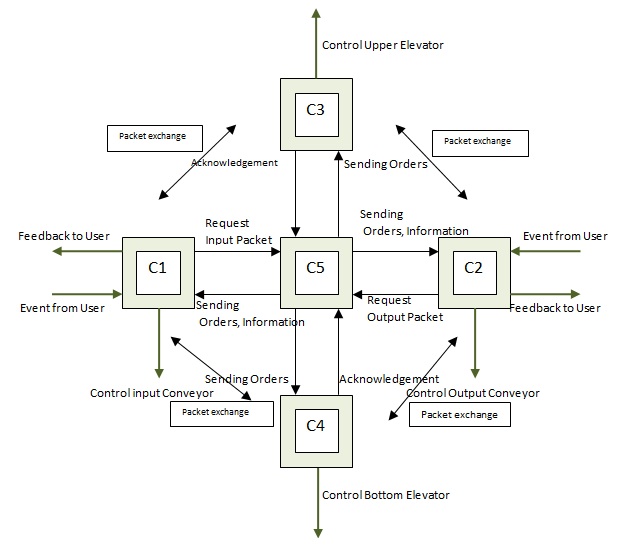 Control Upper Elevator
C3
Packet exchange
Packet exchange
Acknowledgement
Sending Orders
Sending
Orders, Information
Request
Input Packet
Feedback to User
Event from User
C1
C5
C2
Event from User
Feedback to User
Sending
Orders, Information
Request
Output Packet
Sending Orders
Acknowledgement
Control input Conveyor
Control Output Conveyor
Packet exchange
Packet exchange
C4
Control Bottom Elevator